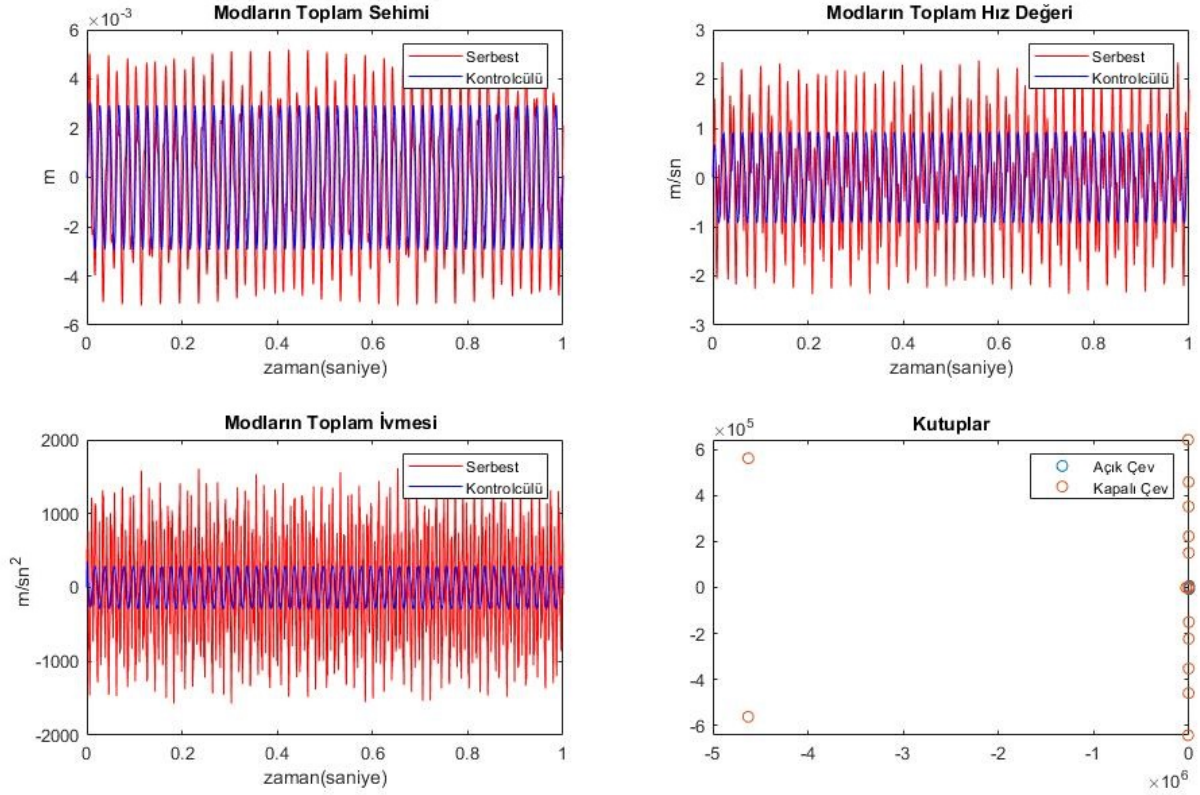 Modların Toplam Sehimi
×10⁻³
6
4
2
0
-2
-4
-6
m
Serbest
Kontrolcülü
0 0.2 0.4 0.6 0.8 1
zaman(saniye)
Modların Toplam Hız Değeri
3
2
1
0
-1
-2
-3
m/sn
Serbest
Kontrolcülü
0 0.2 0.4 0.6 0.8 1
zaman(saniye)
Modların Toplam İvmesi
2000
1000
0
-1000
-2000
m/sn²
Serbest
Kontrolcülü
0 0.2 0.4 0.6 0.8 1
zaman(saniye)
Kutuplar
×10⁵
6
4
2
0
-2
-4
-6
Açık Çev
Kapalı Çev
-5 -4 -3 -2 -1 0
×10⁶